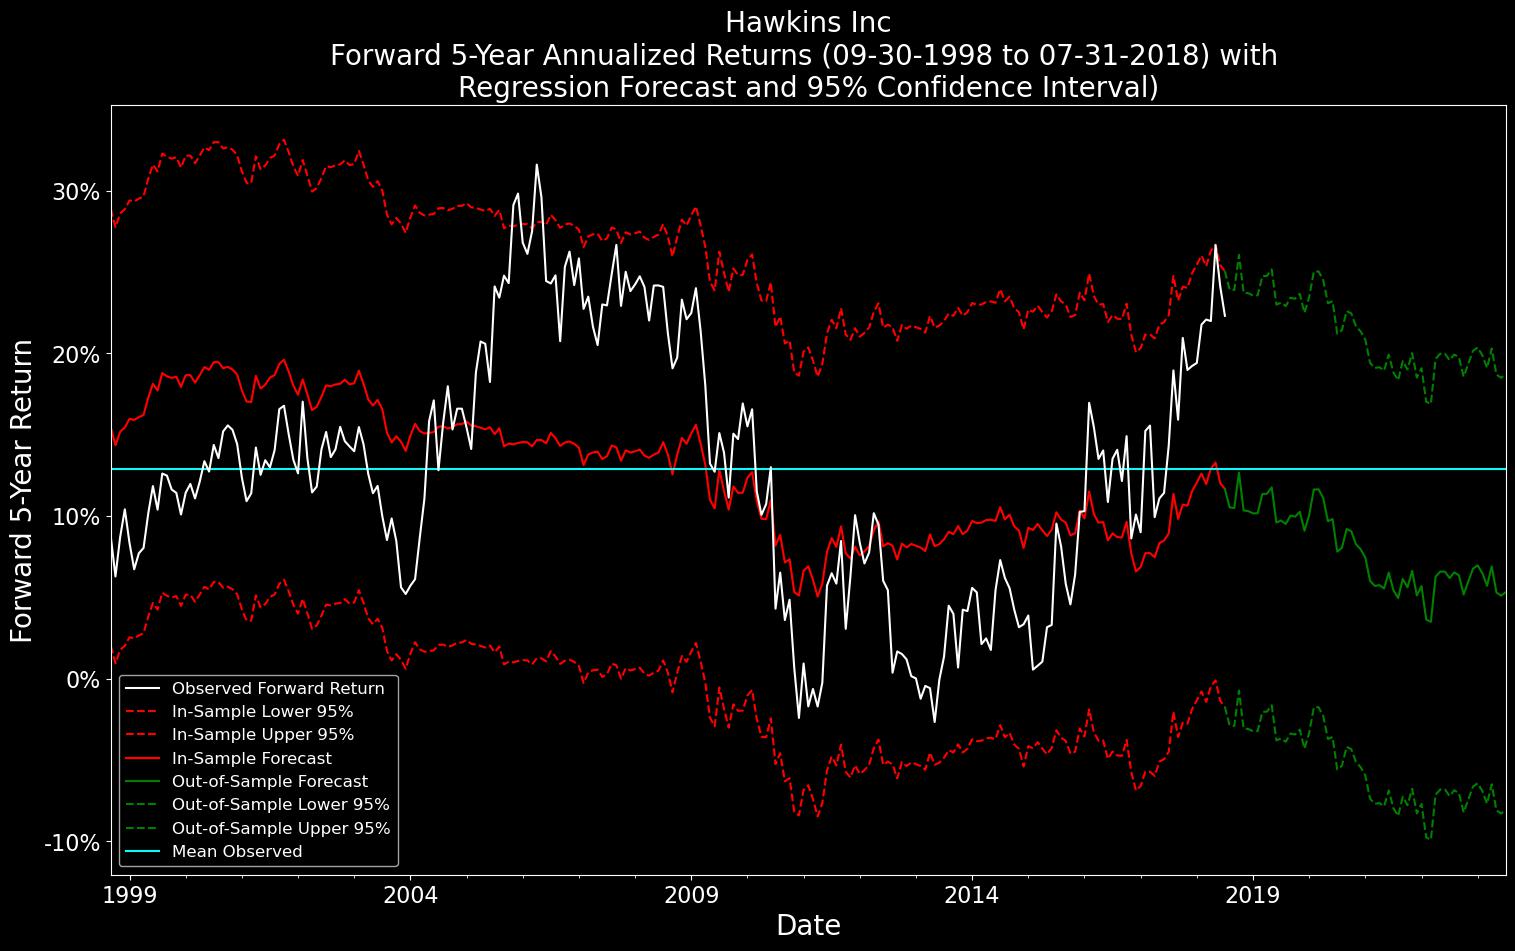 Hawkins Inc
Forward 5-Year Annualized Returns (09-30-1998 to 07-31-2018) with
Regression Forecast and 95% Confidence Interval)
Forward 5-Year Return
30%
20%
10%
0%
-10%
Observed Forward Return
In-Sample Lower 95%
In-Sample Upper 95%
In-Sample Forecast
Out-of-Sample Forecast
Out-of-Sample Lower 95%
Out-of-Sample Upper 95%
Mean Observed
1999 2004 2009 2014 2019
Date